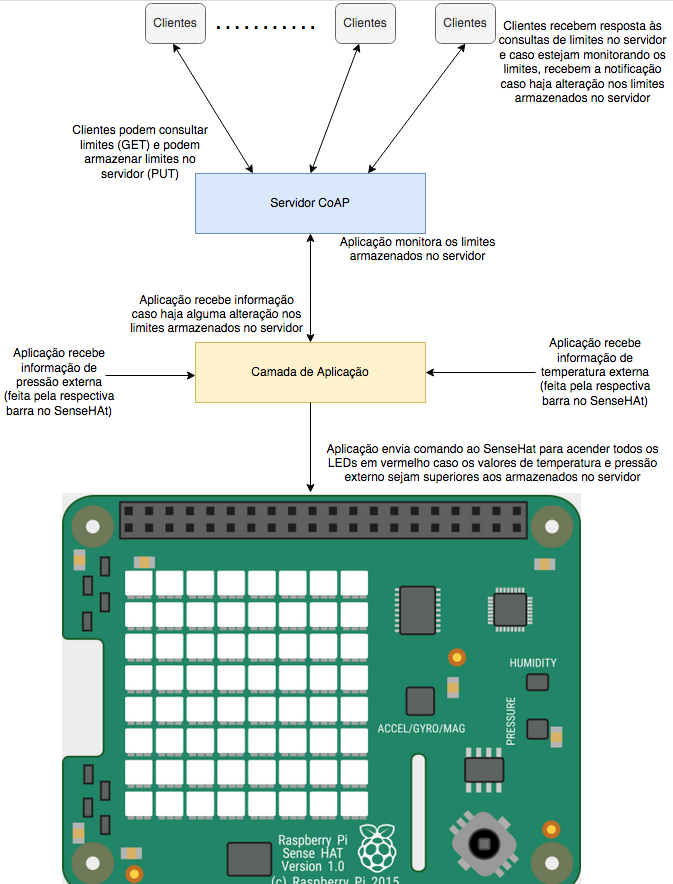 Clientes
Clientes
Clientes
Clientes recebem resposta às
consultas de limites no servidor
e caso estejam monitorando os
limites, recebem a notificação
caso haja alteração nos limites
armazenados no servidor
Clientes podem consultar
limites (GET) e podem
armazenar limites no
servidor (PUT)
Servidor CoAP
Aplicação monitora os limites
armazenados no servidor
Aplicação recebe informação
caso haja alguma alteração nos
limites armazenados no servidor
Aplicação recebe
informação de
pressão externa
(feita pela respectiva
barra no SenseHAt)
Camada de Aplicação
Aplicação recebe
informação de
temperatura externa
(feita pela respectiva
barra no SenseHAt)
Aplicação envia comando ao SenseHat para acender todos os
LEDs em vermelho caso os valores de temperatura e pressão
externo sejam superiores aos armazenados no servidor
HUMIDITY
PRESSURE
ACCEL/GYRO/MAG
Raspberry Pi
Sense HAT
Version 1.0
(c) Raspberry Pi 2015